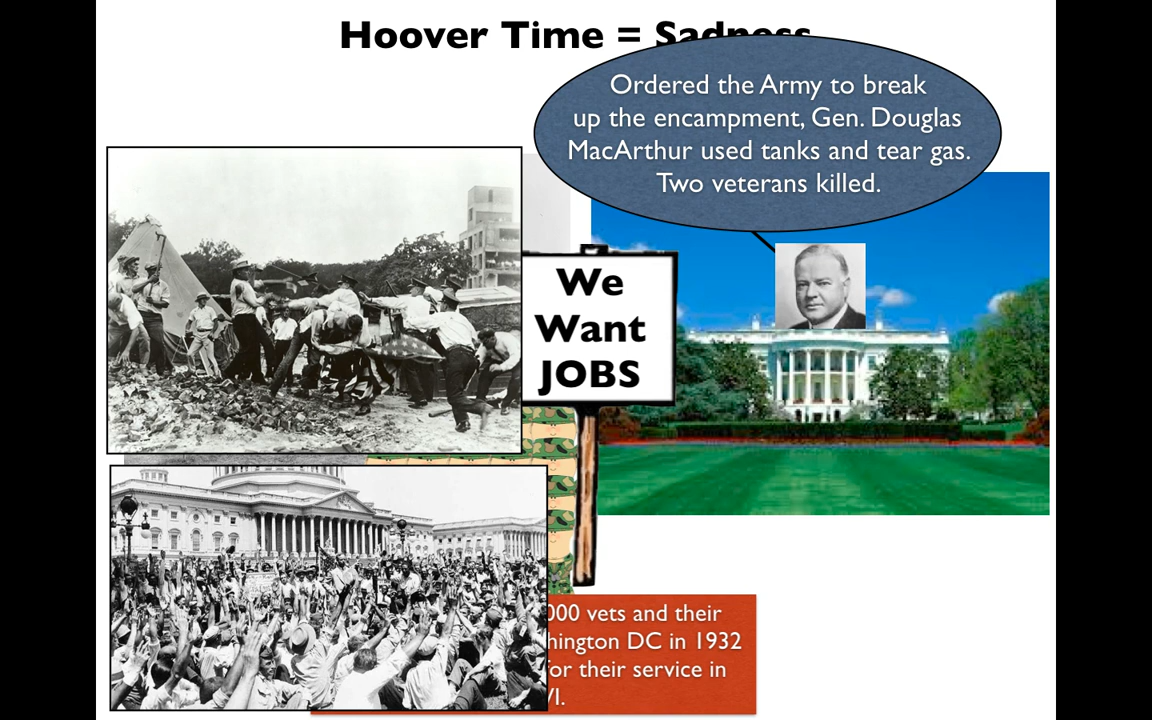 Hoover Time = Sadness
Ordered the Army to break
up the encampment, Gen. Douglas
MacArthur used tanks and tear gas.
Two veterans killed.
We
Want
JOBS
000 vets and their
hington DC in 1932
for their service in